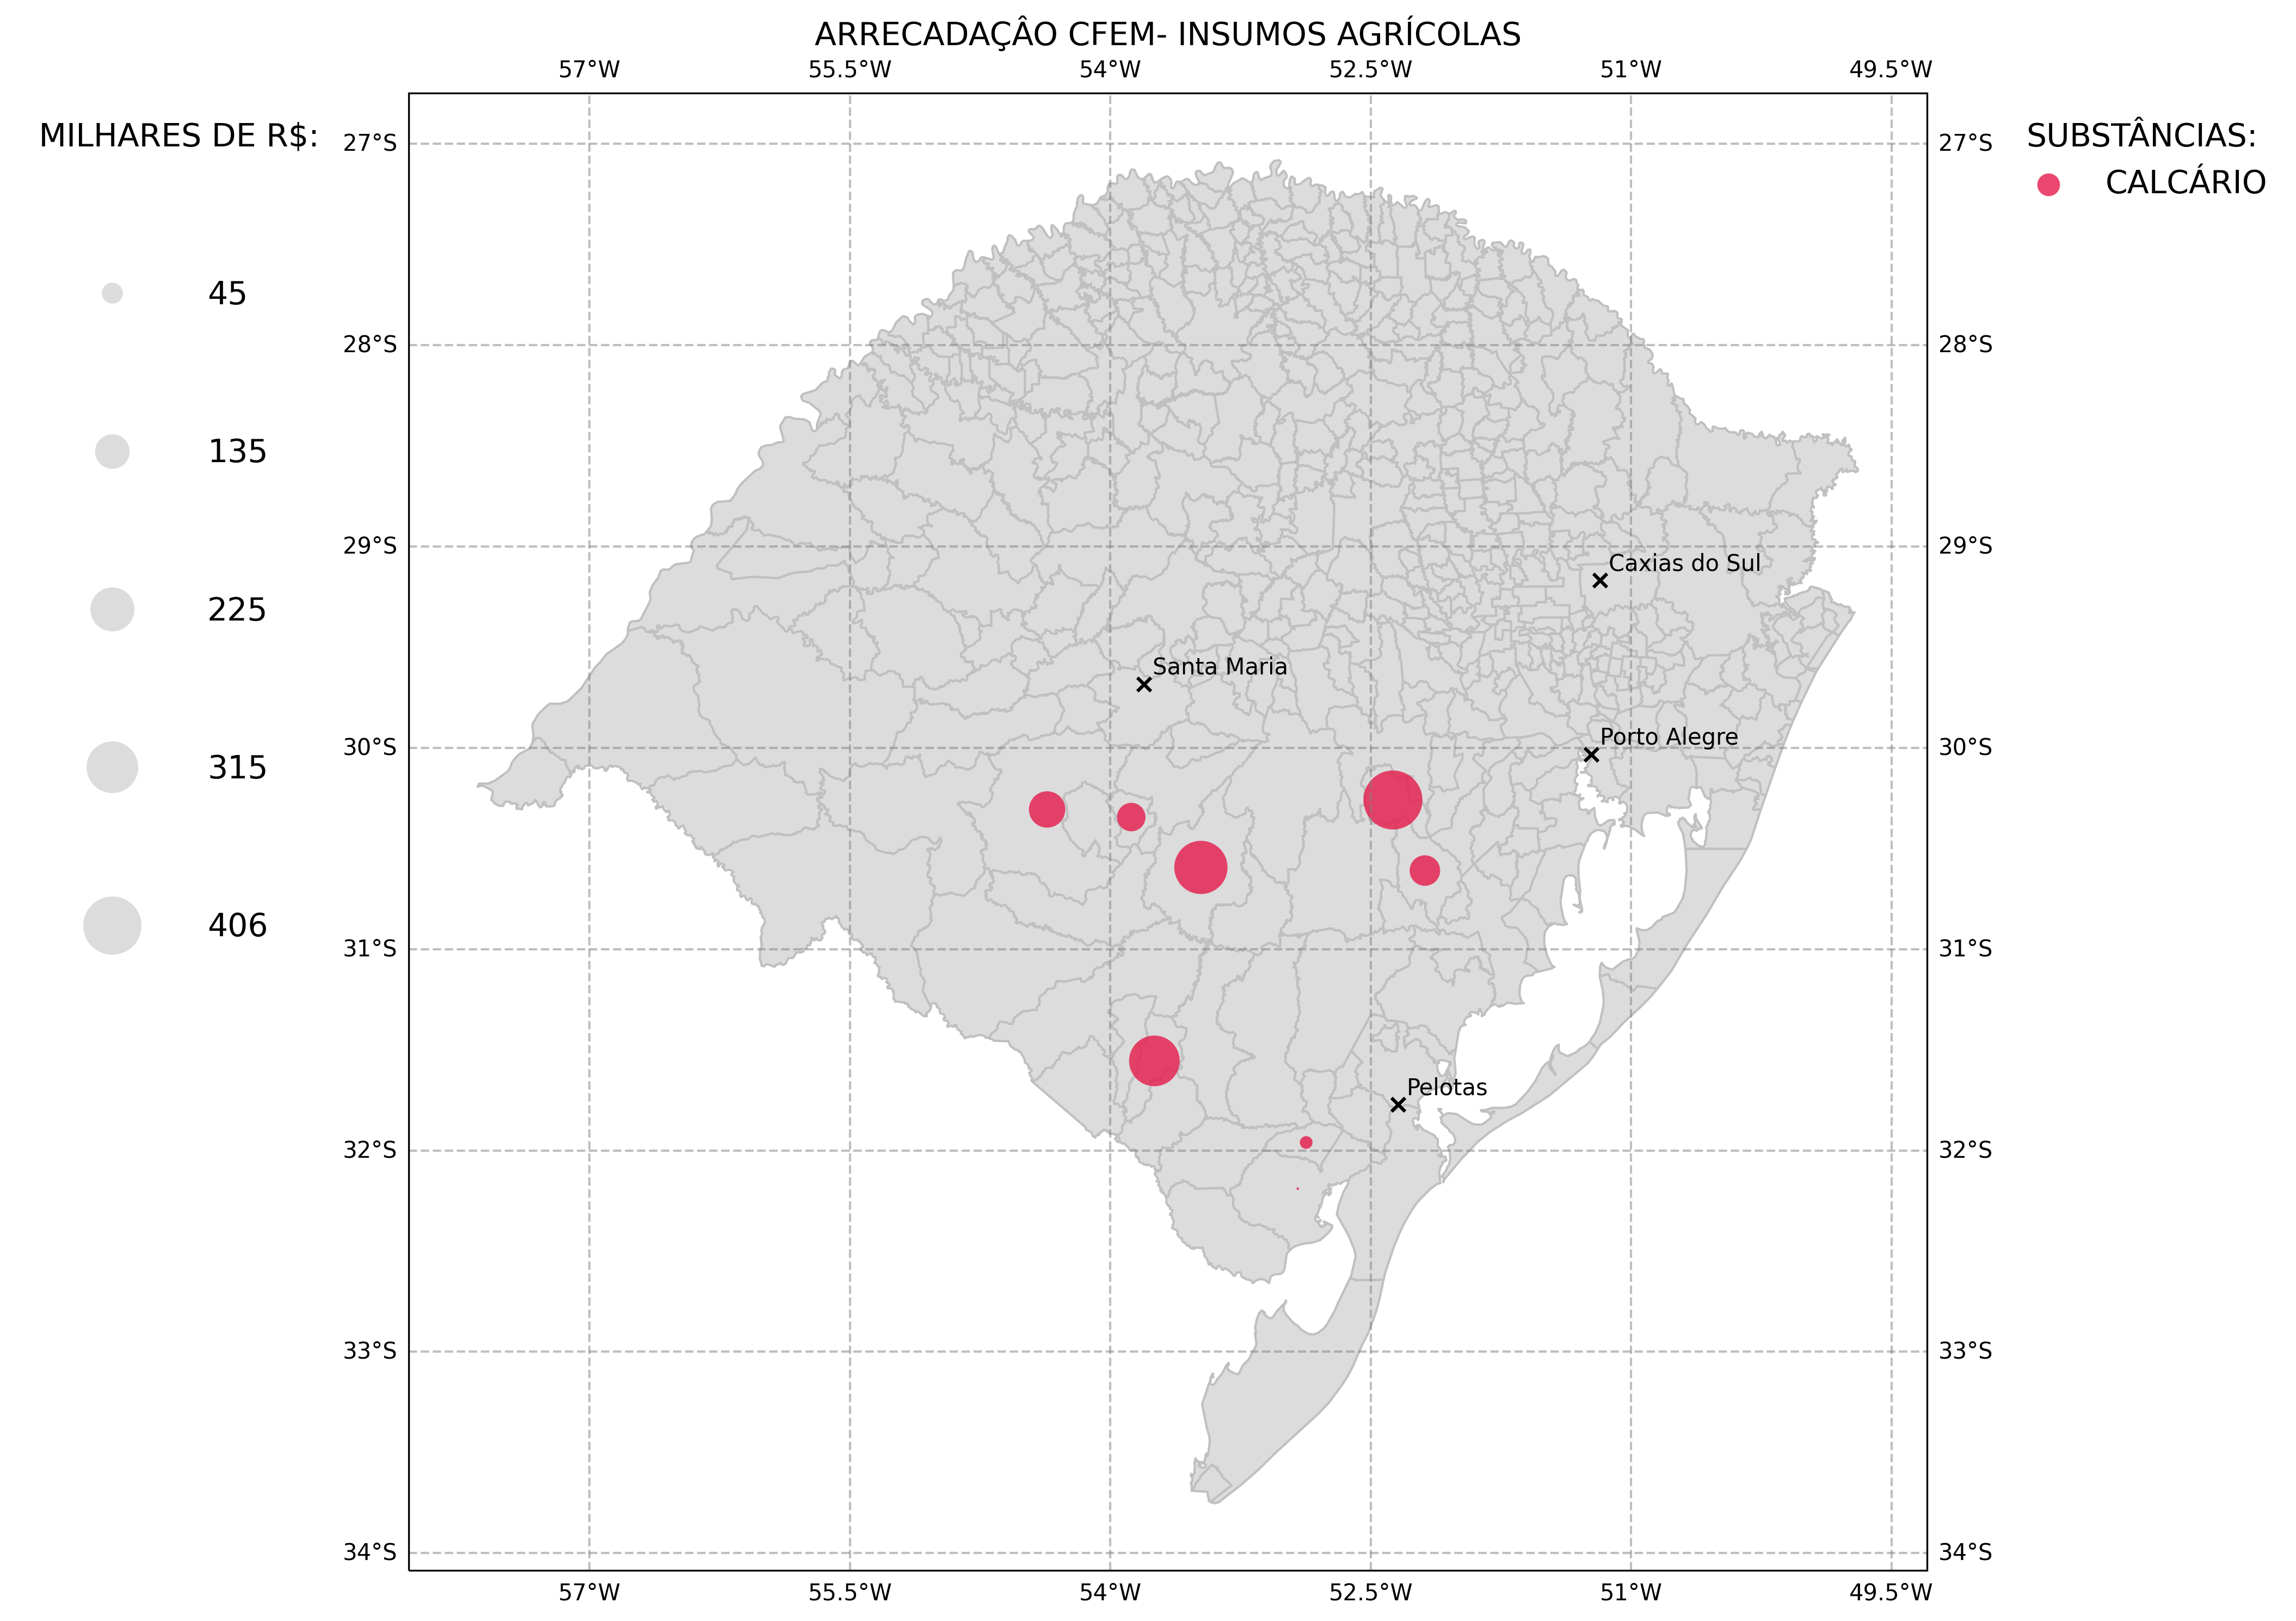 ARRECADAÇÂO CFEM- INSUMOS AGRÍCOLAS
57°W 55.5°W 54°W 52.5°W 51°W 49.5°W
MILHARES DE R$:
45
135
225
315
406
27°S
28°S
29°S
30°S
31°S
32°S
33°S
34°S
Caxias do Sul
Santa Maria
Porto Alegre
Pelotas
27°S
28°S
29°S
30°S
31°S
32°S
33°S
34°S
SUBSTÂNCIAS:
CALCÁRIO
57°W 55.5°W 54°W 52.5°W 51°W 49.5°W